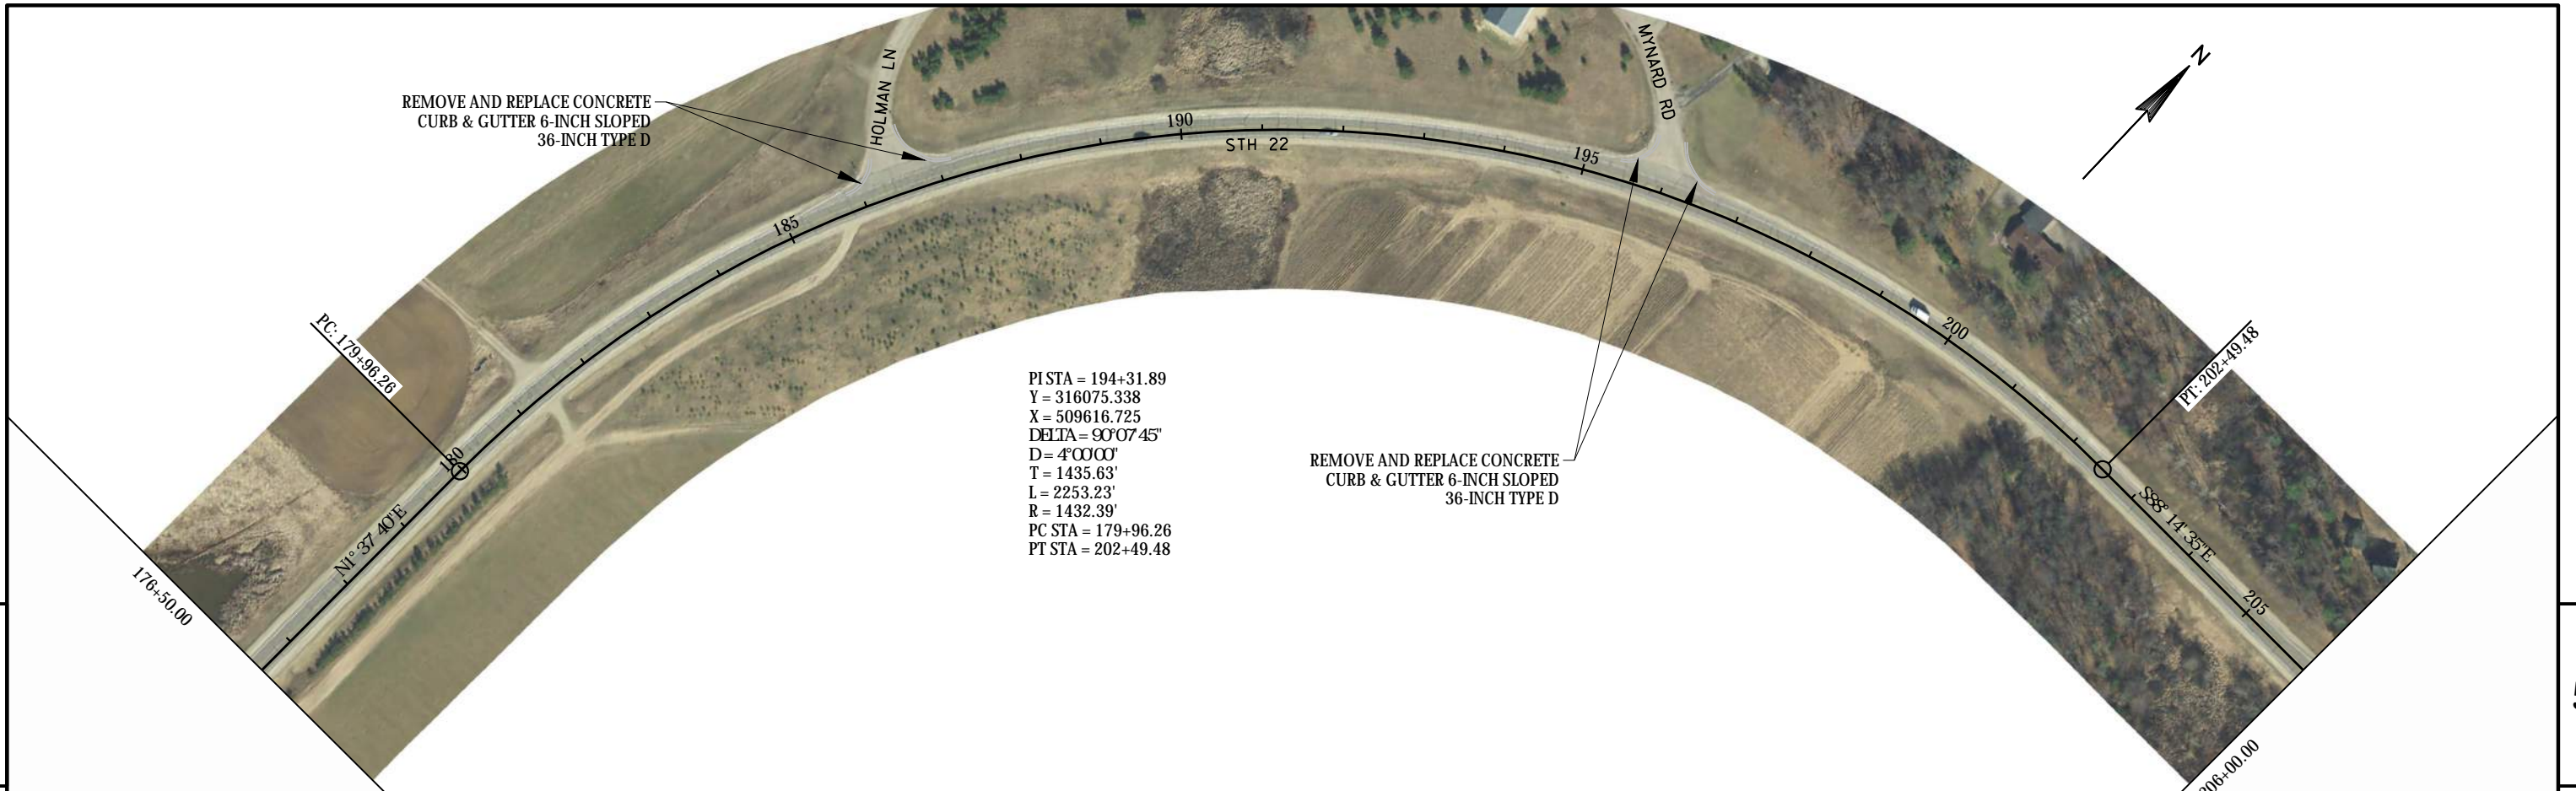 REMOVE AND REPLACE CONCRETE
CURB & GUTTER 6-INCH SLOPED
36-INCH TYPE D
HOLMAN LN
190
STH 22
MYNARD RD
N
195
185
PC: 179+96.26
180
N1° 37' 40"E
176+50.00
PI STA = 194+31.89
Y = 316075.338
X = 509616.725
DELTA = 90°07'45"
D = 4°00'00"
T = 1435.63'
L = 2253.23'
R = 1432.39'
PC STA = 179+96.26
PT STA = 202+49.48
REMOVE AND REPLACE CONCRETE
CURB & GUTTER 6-INCH SLOPED
36-INCH TYPE D
200
PT: 202+49.48
S88° 14' 35"E
205
206+00.00